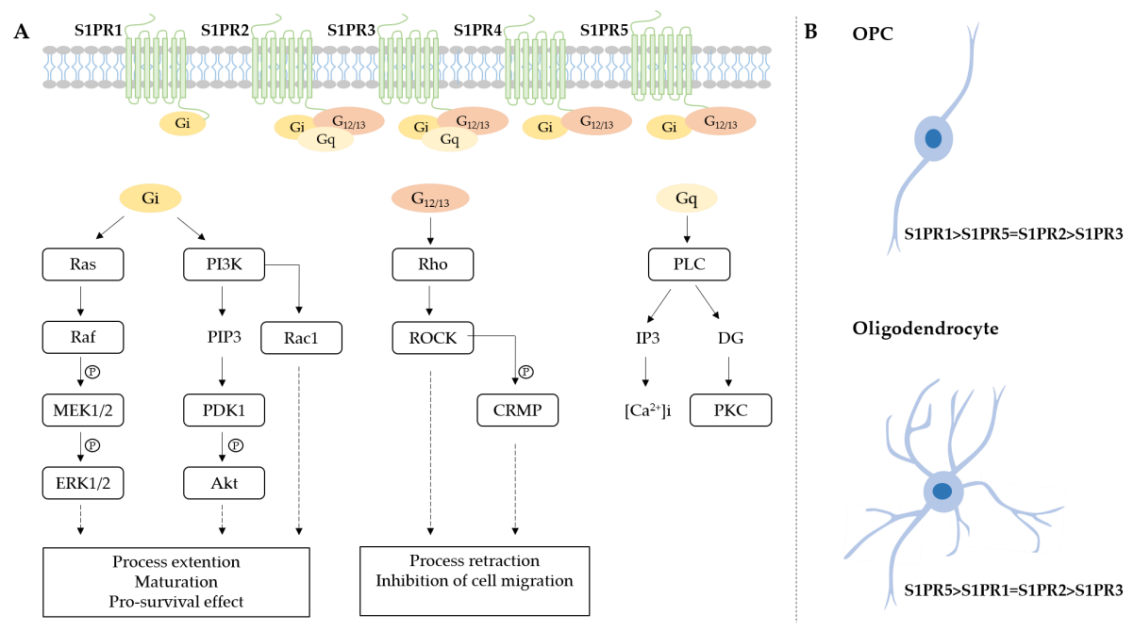 A
S1PR1
S1PR2
S1PR3
S1PR4
S1PR5
Gi
Gi
G12/13
Gq
Gi
G12/13
Gq
Gi
G12/13
Gi
G12/13
Gi
G12/13
Gq
Ras
PI3K
Rho
PLC
Raf
PIP3
Rac1
ROCK
IP3
DG
P
P
MEK1/2
PDK1
CRMP
[Ca²⁺]i
PKC
P
P
ERK1/2
Akt
Process extention
Maturation
Pro-survival effect
Process retraction
Inhibition of cell migration
B
OPC
S1PR1>S1PR5=S1PR2>S1PR3
Oligodendrocyte
S1PR5>S1PR1=S1PR2>S1PR3